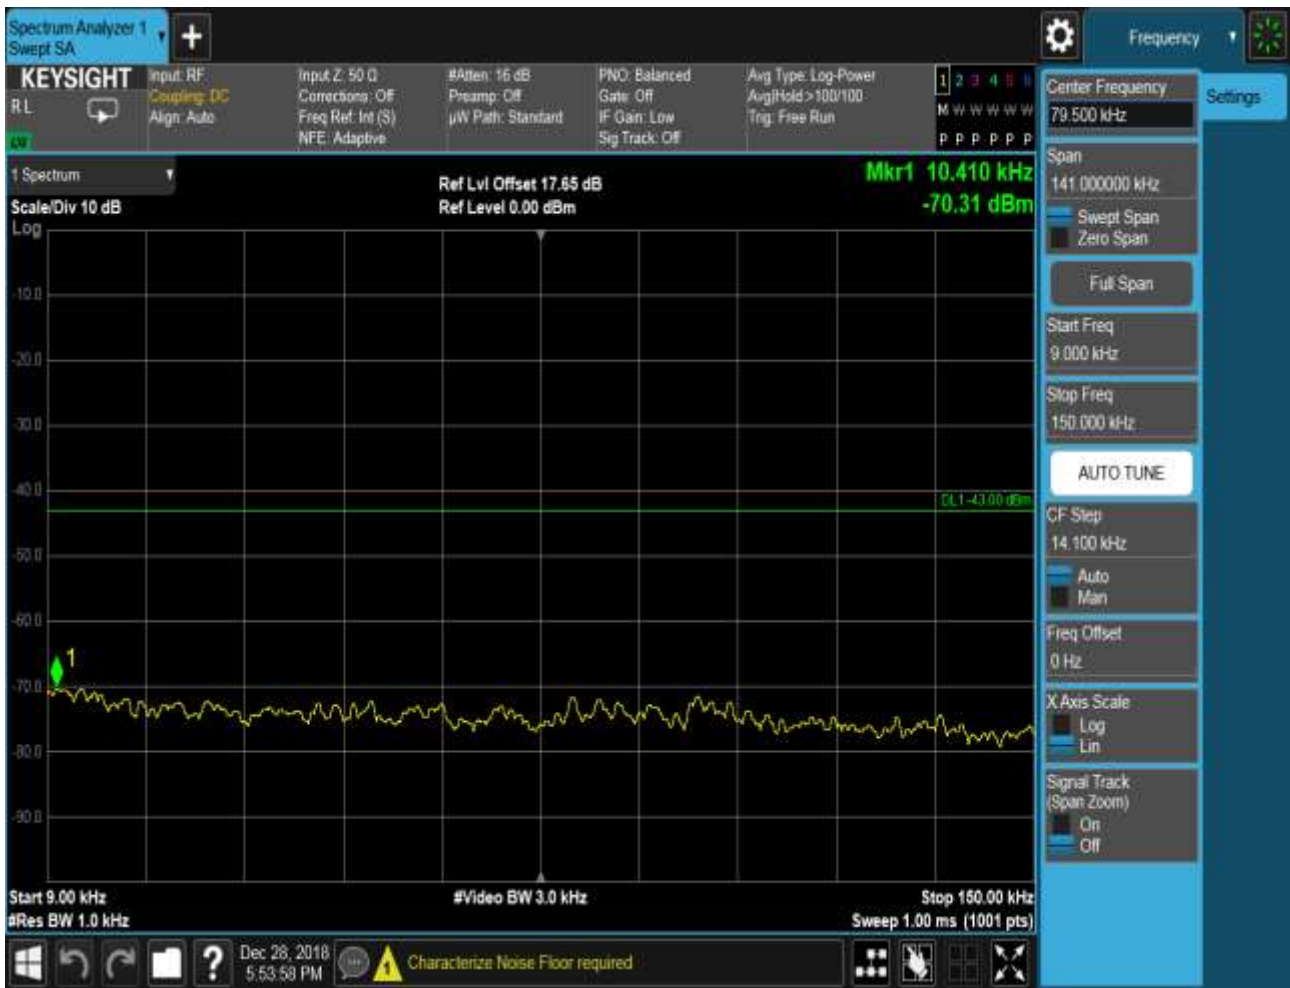 Spectrum Analyzer 1
Swept SA
Frequency
KEYSIGHT
R L
Input: RF
Coupling: DC
Align: Auto
Input Z: 50 Ω
Corrections: Off
Freq Ref: Int (S)
NFE: Adaptive
#Atten: 16 dB
Preamp: Off
µW Path: Standard
PNO: Balanced
Gate: Off
IF Gain: Low
Sig Track: Off
Avg Type: Log-Power
Avg|Hold: >100/100
Trig: Free Run
1 2 3 4 5 6
M W W W W W
P P P P P P
1 Spectrum
Scale/Div 10 dB
Log
Ref Lvl Offset 17.65 dB
Ref Level 0.00 dBm
Mkr1 10.410 kHz
-70.31 dBm
-10.0
-20.0
-30.0
-40.0
DL1 -43.00 dBm
-50.0
-60.0
1
-70.0
-80.0
-90.0
Start 9.00 kHz
#Video BW 3.0 kHz
Stop 150.00 kHz
#Res BW 1.0 kHz
Sweep 1.00 ms (1001 pts)
Center Frequency
79.500 kHz
Settings
Span
141.000000 kHz
Swept Span
Zero Span
Full Span
Start Freq
9.000 kHz
Stop Freq
150.000 kHz
AUTO TUNE
CF Step
14.100 kHz
Auto
Man
Freq Offset
0 Hz
X Axis Scale
Log
Lin
Signal Track
(Span Zoom)
On
Off
?
Dec 28, 2018
5:53:58 PM
1
Characterize Noise Floor required